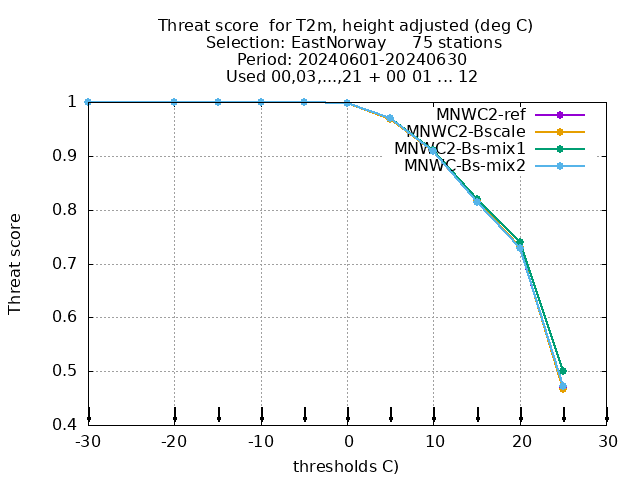 Threat score  for T2m, height adjusted (deg C)
Selection: EastNorway     75 stations
Period: 20240601-20240630
Used 00,03,...,21 + 00 01 ... 12
MNWC2-ref
MNWC2-Bscale
MNWC2-Bs-mix1
MNWC-Bs-mix2
1
0.9
0.8
0.7
0.6
0.5
0.4
Threat score
-30 -20 -10 0 10 20 30
thresholds C)